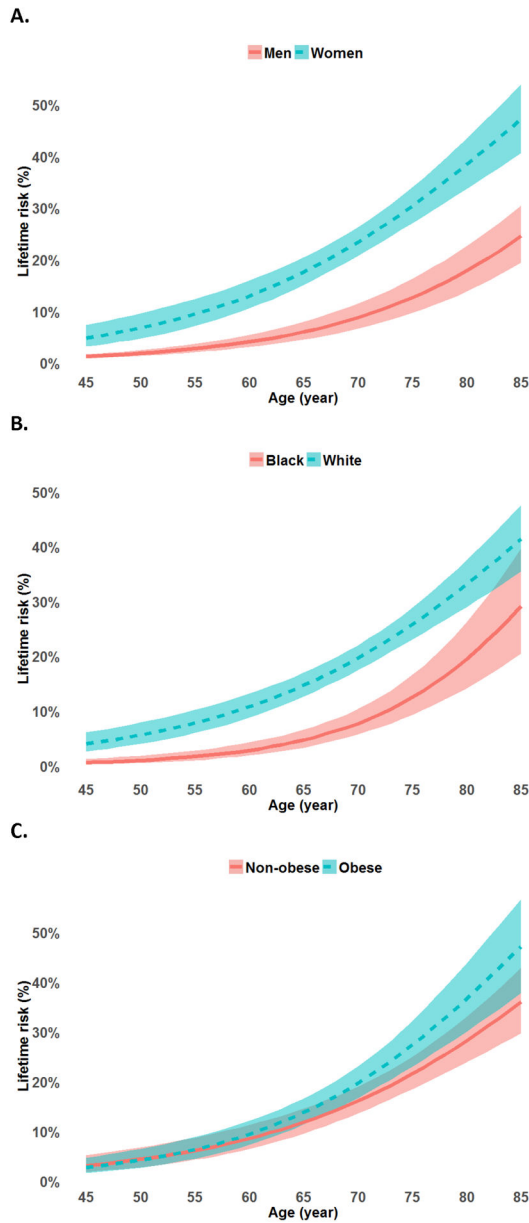 A.
Men Women
50%
40%
30%
20%
10%
0%
Lifetime risk (%)
45 50 55 60 65 70 75 80 85
Age (year)
B.
Black White
50%
40%
30%
20%
10%
0%
Lifetime risk (%)
45 50 55 60 65 70 75 80 85
Age (year)
C.
Non-obese Obese
50%
40%
30%
20%
10%
0%
Lifetime risk (%)
45 50 55 60 65 70 75 80 85
Age (year)